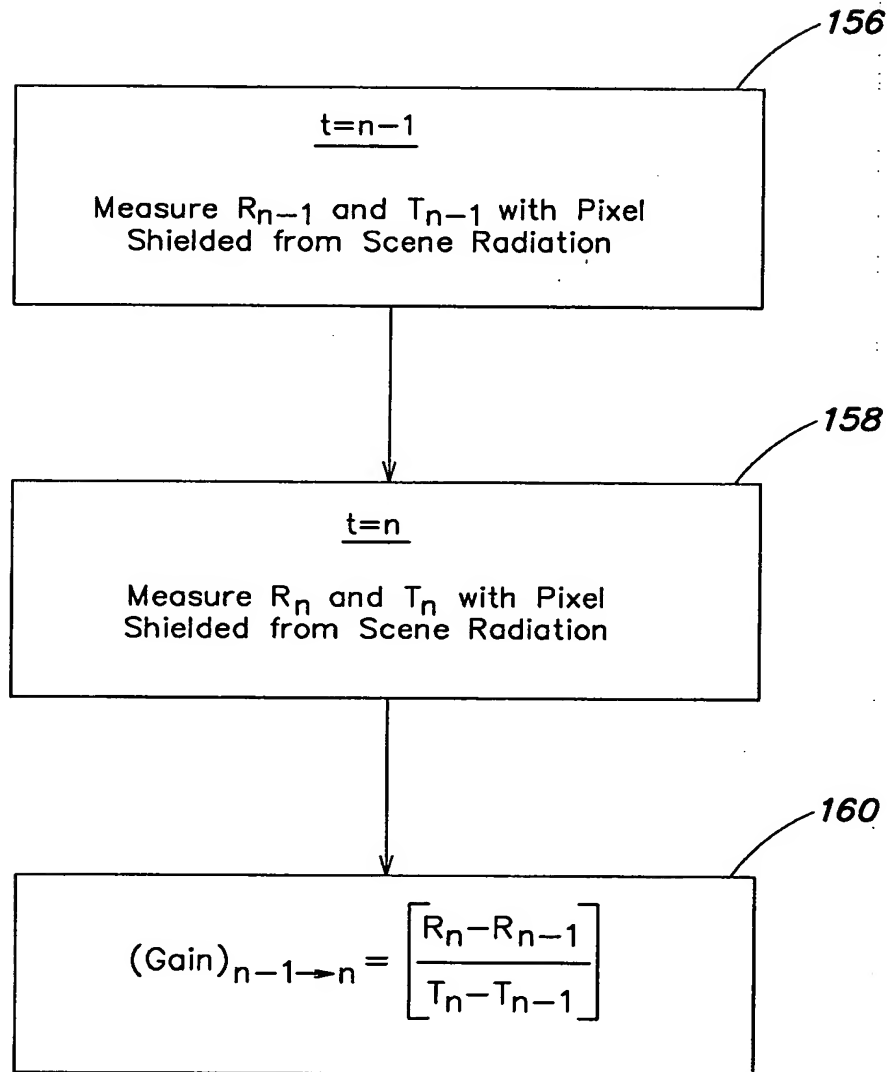 156
t=n-1
Measure Rn-1 and Tn-1 with Pixel
Shielded from Scene Radiation
158
t=n
Measure Rn and Tn with Pixel
Shielded from Scene Radiation
160
(Gain)n-1→n = [Rn-Rn-1 / Tn-Tn-1]